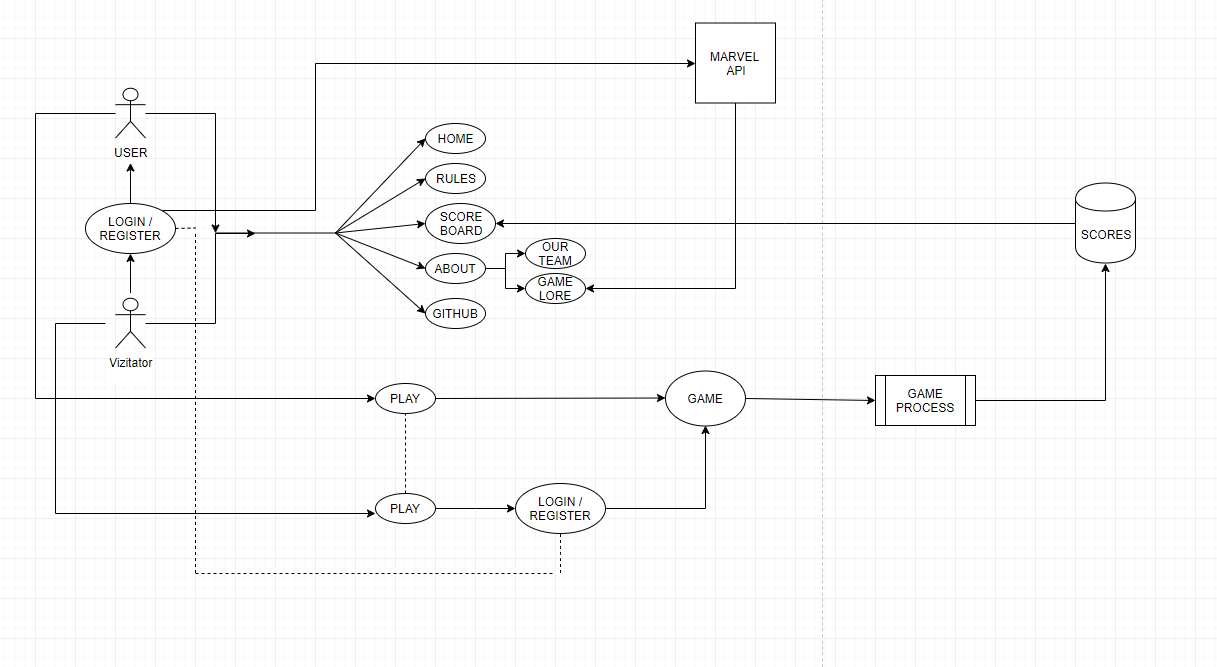 MARVEL
API
USER
HOME
RULES
LOGIN /
REGISTER
SCORE
BOARD
SCORES
OUR
TEAM
ABOUT
GAME
LORE
GITHUB
Vizitator
PLAY
GAME
GAME
PROCESS
PLAY
LOGIN /
REGISTER